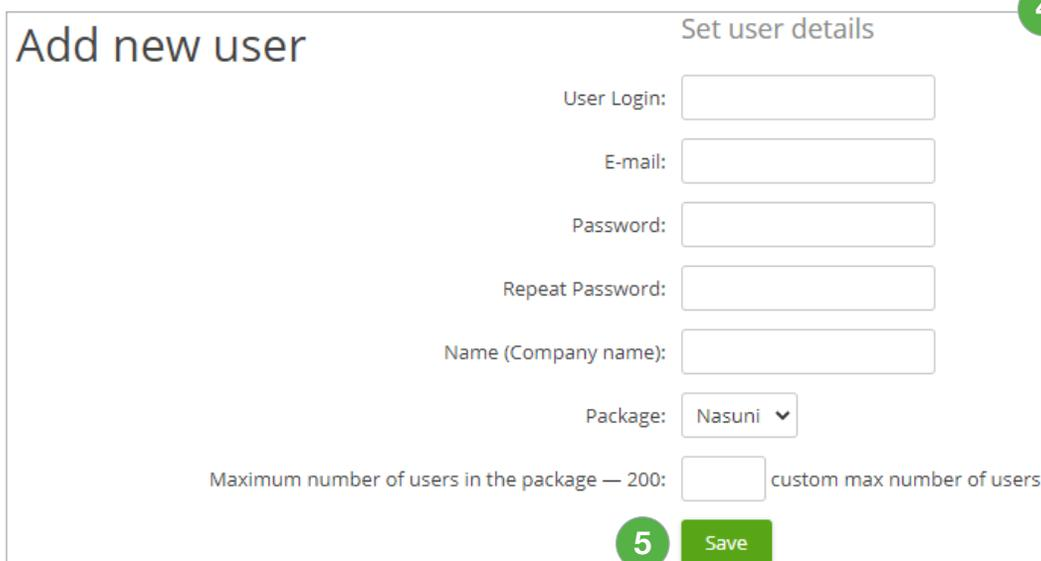 Add new user
Set user details
User Login:
E-mail:
Password:
Repeat Password:
Name (Company name):
Package: Nasuni
Maximum number of users in the package — 200: custom max number of users
5 Save